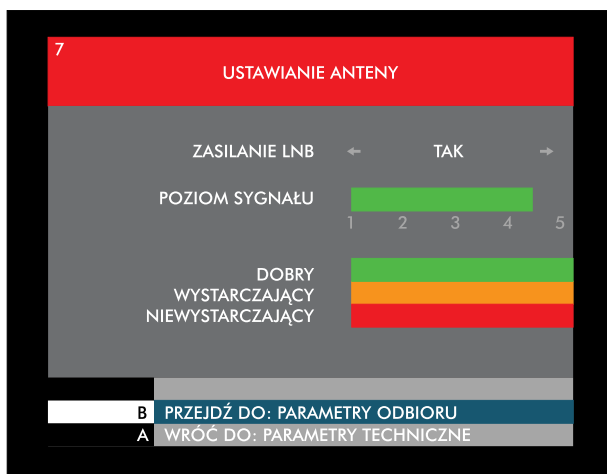 7
USTAWIANIE ANTENY
ZASILANIE LNB ← TAK →
POZIOM SYGNAŁU
1 2 3 4 5
DOBRY
WYSTARCZAJĄCY
NIEWYSTARCZAJĄCY
B PRZEJDŹ DO: PARAMETRY ODBIORU
A WRÓĆ DO: PARAMETRY TECHNICZNE